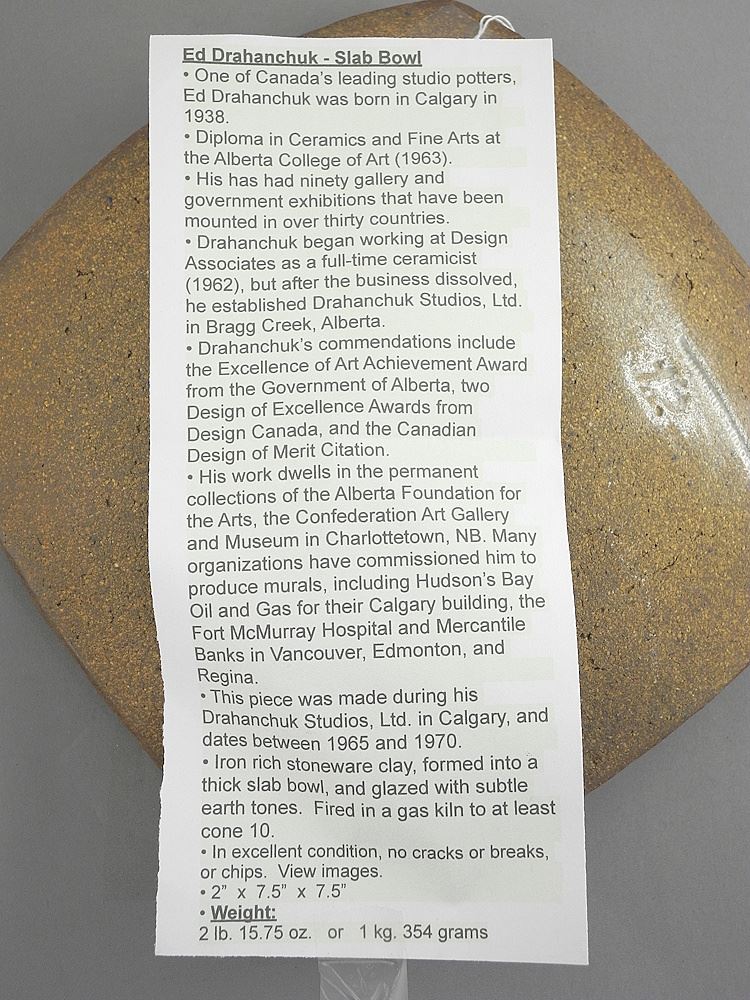 Ed Drahanchuk - Slab Bowl
• One of Canada's leading studio potters,
Ed Drahanchuk was born in Calgary in
1938.
• Diploma in Ceramics and Fine Arts at
the Alberta College of Art (1963).
• His has had ninety gallery and
government exhibitions that have been
mounted in over thirty countries.
• Drahanchuk began working at Design
Associates as a full-time ceramicist
(1962), but after the business dissolved,
he established Drahanchuk Studios, Ltd.
in Bragg Creek, Alberta.
• Drahanchuk's commendations include
the Excellence of Art Achievement Award
from the Government of Alberta, two
Design of Excellence Awards from
Design Canada, and the Canadian
Design of Merit Citation.
• His work dwells in the permanent
collections of the Alberta Foundation for
the Arts, the Confederation Art Gallery
and Museum in Charlottetown, NB. Many
organizations have commissioned him to
produce murals, including Hudson's Bay
Oil and Gas for their Calgary building, the
Fort McMurray Hospital and Mercantile
Banks in Vancouver, Edmonton, and
Regina.
• This piece was made during his
Drahanchuk Studios, Ltd. in Calgary, and
dates between 1965 and 1970.
• Iron rich stoneware clay, formed into a
thick slab bowl, and glazed with subtle
earth tones.  Fired in a gas kiln to at least
cone 10.
• In excellent condition, no cracks or breaks,
or chips.  View images.
• 2”  x  7.5”  x  7.5”
• Weight:
2 lb. 15.75 oz.   or   1 kg. 354 grams